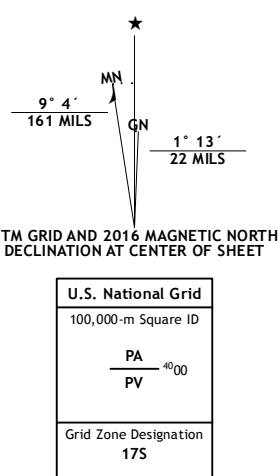 MN
9° 4´
161 MILS
GN
1° 13´
22 MILS
TM GRID AND 2016 MAGNETIC NORTH
DECLINATION AT CENTER OF SHEET
U.S. National Grid
100,000-m Square ID
PA
4000
PV
Grid Zone Designation
17S